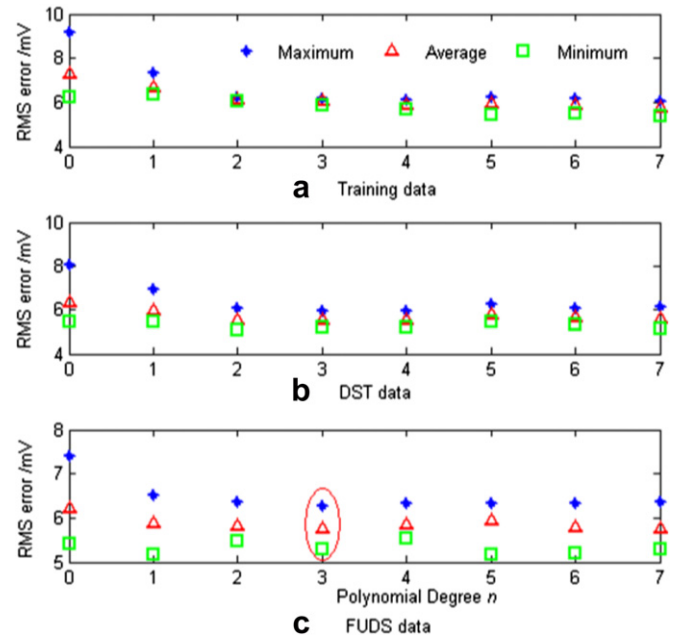 10
8
6
4
RMS error /mV
Maximum Average Minimum
0 1 2 3 4 5 6 7
a Training data
10
8
6
4
RMS error /mV
0 1 2 3 4 5 6 7
b DST data
8
7
6
5
RMS error /mV
0 1 2 3 4 5 6 7
Polynomial Degree n
c FUDS data